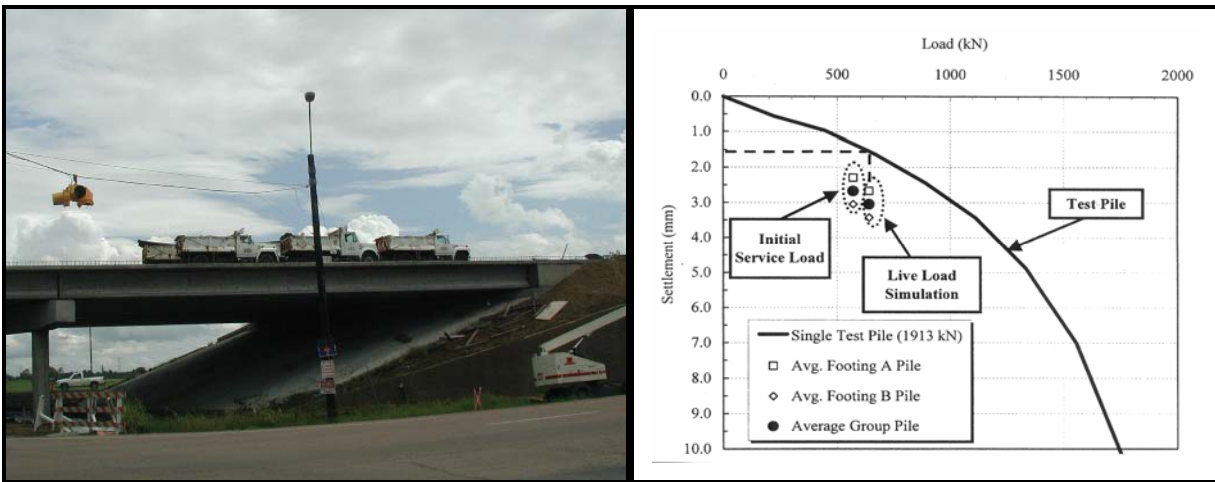 Load (kN)
0 500 1000 1500 2000
0.0
1.0
2.0
3.0
4.0
5.0
6.0
7.0
8.0
9.0
10.0
Settlement (mm)
Test Pile
Initial
Service Load
Live Load
Simulation
Single Test Pile (1913 kN)
Avg. Footing A Pile
Avg. Footing B Pile
Average Group Pile